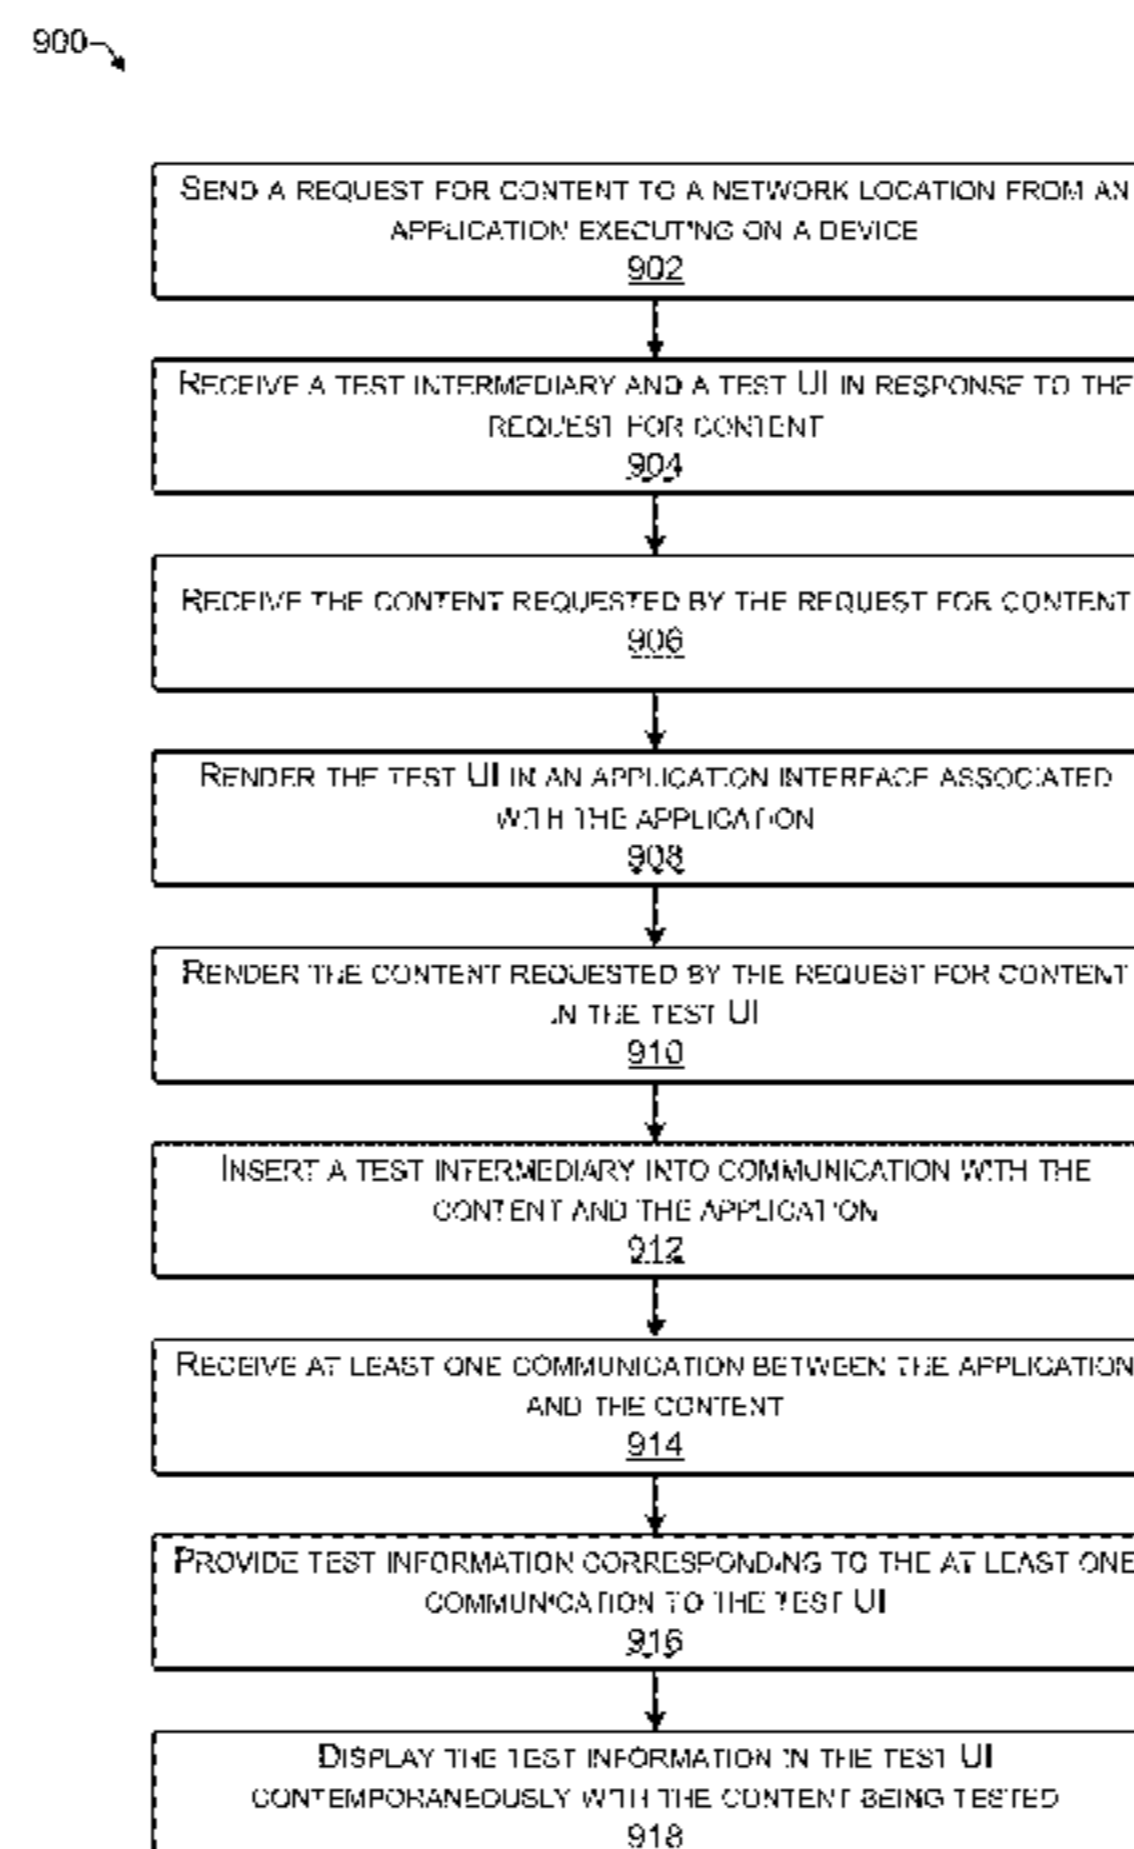 900
SEND A REQUEST FOR CONTENT TO A NETWORK LOCATION FROM AN
APPLICATION EXECUTING ON A DEVICE
902
RECEIVE A TEST INTERMEDIARY AND A TEST UI IN RESPONSE TO THE
REQUEST FOR CONTENT
904
RECEIVE THE CONTENT REQUESTED BY THE REQUEST FOR CONTENT
906
RENDER THE TEST UI IN AN APPLICATION INTERFACE ASSOCIATED
WITH THE APPLICATION
908
RENDER THE CONTENT REQUESTED BY THE REQUEST FOR CONTENT
IN THE TEST UI
910
INSERT A TEST INTERMEDIARY INTO COMMUNICATION WITH THE
CONTENT AND THE APPLICATION
912
RECEIVE AT LEAST ONE COMMUNICATION BETWEEN THE APPLICATION
AND THE CONTENT
914
PROVIDE TEST INFORMATION CORRESPONDING TO THE AT LEAST ONE
COMMUNICATION TO THE TEST UI
916
DISPLAY THE TEST INFORMATION IN THE TEST UI
CONTEMPORANEOUSLY WITH THE CONTENT BEING TESTED
918